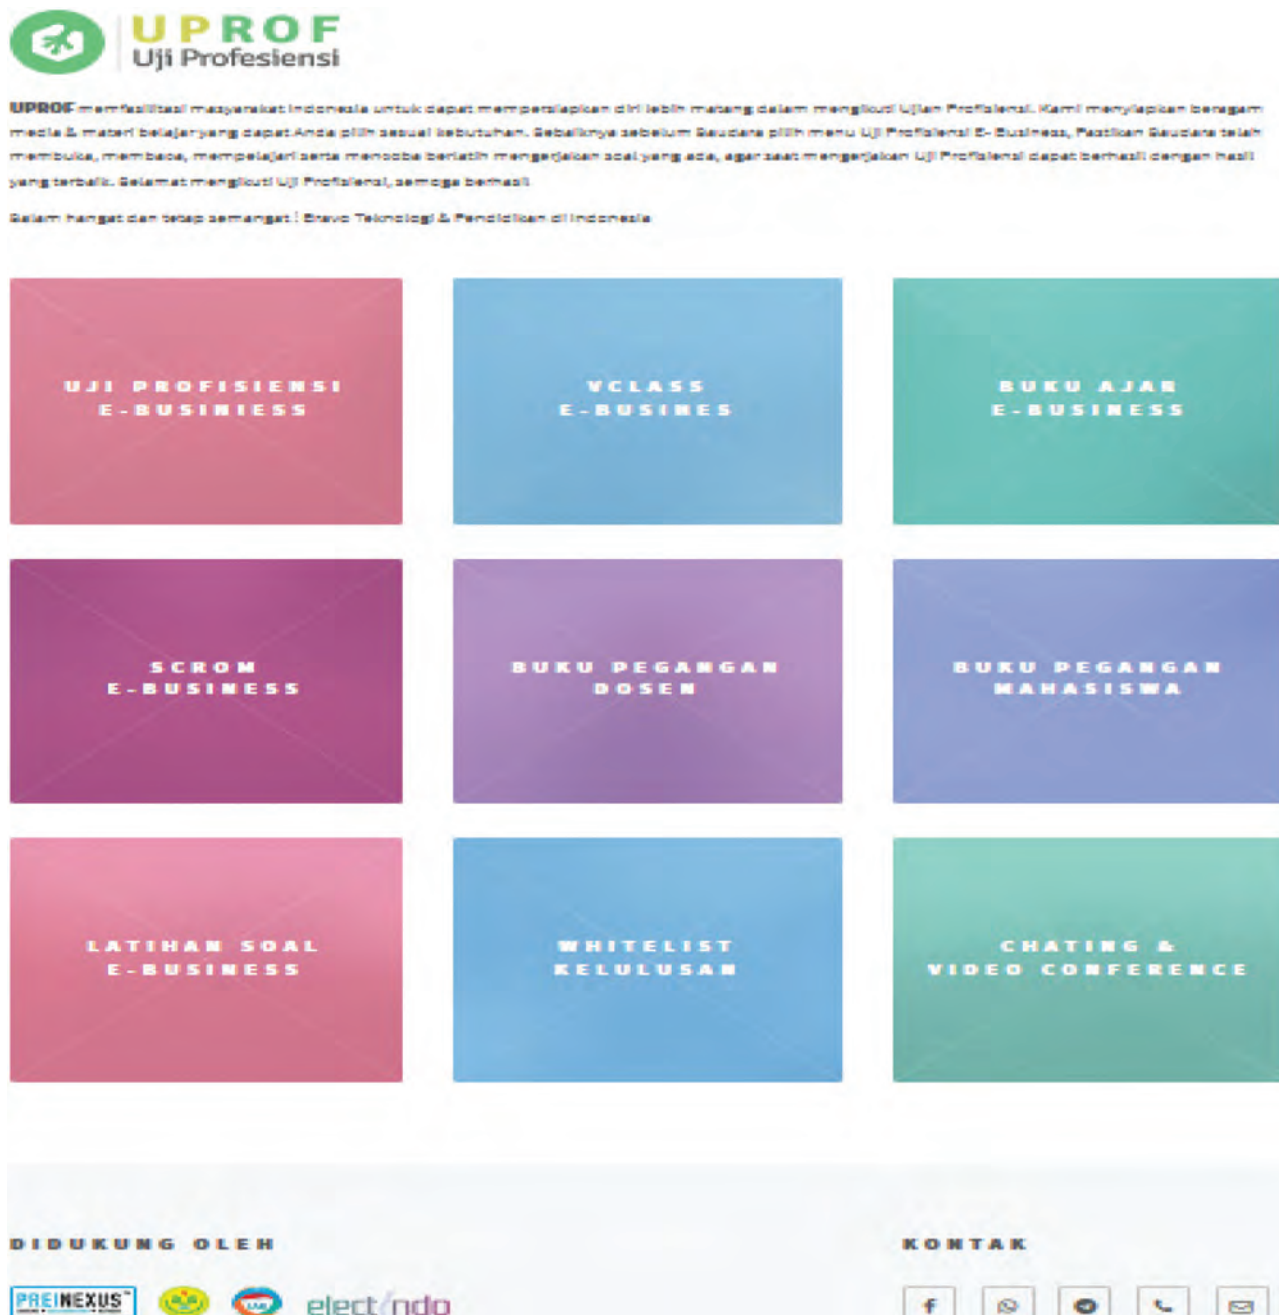 UPROF
Uji Profesiensi
UPROF memfasilitasi masyarakat Indonesia untuk dapat mempersiapkan diri lebih matang dalam mengikuti Ujian Profisiensi. Kami menyiapkan beragam
media & materi belajar yang dapat Anda pilih sesuai kebutuhan. Sebaiknya sebelum Saudara pilih menu Uji Profisiensi E- Business, Pastikan Saudara telah
membuka, membaca, mempelajari serta mencoba berlatih mengerjakan soal yang ada, agar saat mengerjakan Uji Profisiensi dapat berhasil dengan hasil
yang terbaik. Selamat mengikuti Uji Profisiensi, semoga berhasil
Salam hangat dan tetap semangat ! Bravo Teknologi & Pendidikan di Indonesia
UJI PROFISIENSI
E-BUSINIESS
VCLASS
E-BUSINES
BUKU AJAR
E-BUSINESS
SCROM
E-BUSINESS
BUKU PEGANGAN
DOSEN
BUKU PEGANGAN
MAHASISWA
LATIHAN SOAL
E-BUSINESS
WHITELIST
KELULUSAN
CHATING &
VIDEO CONFERENCE
DIDUKUNG OLEH
KONTAK
PREINEXUS™
electindo